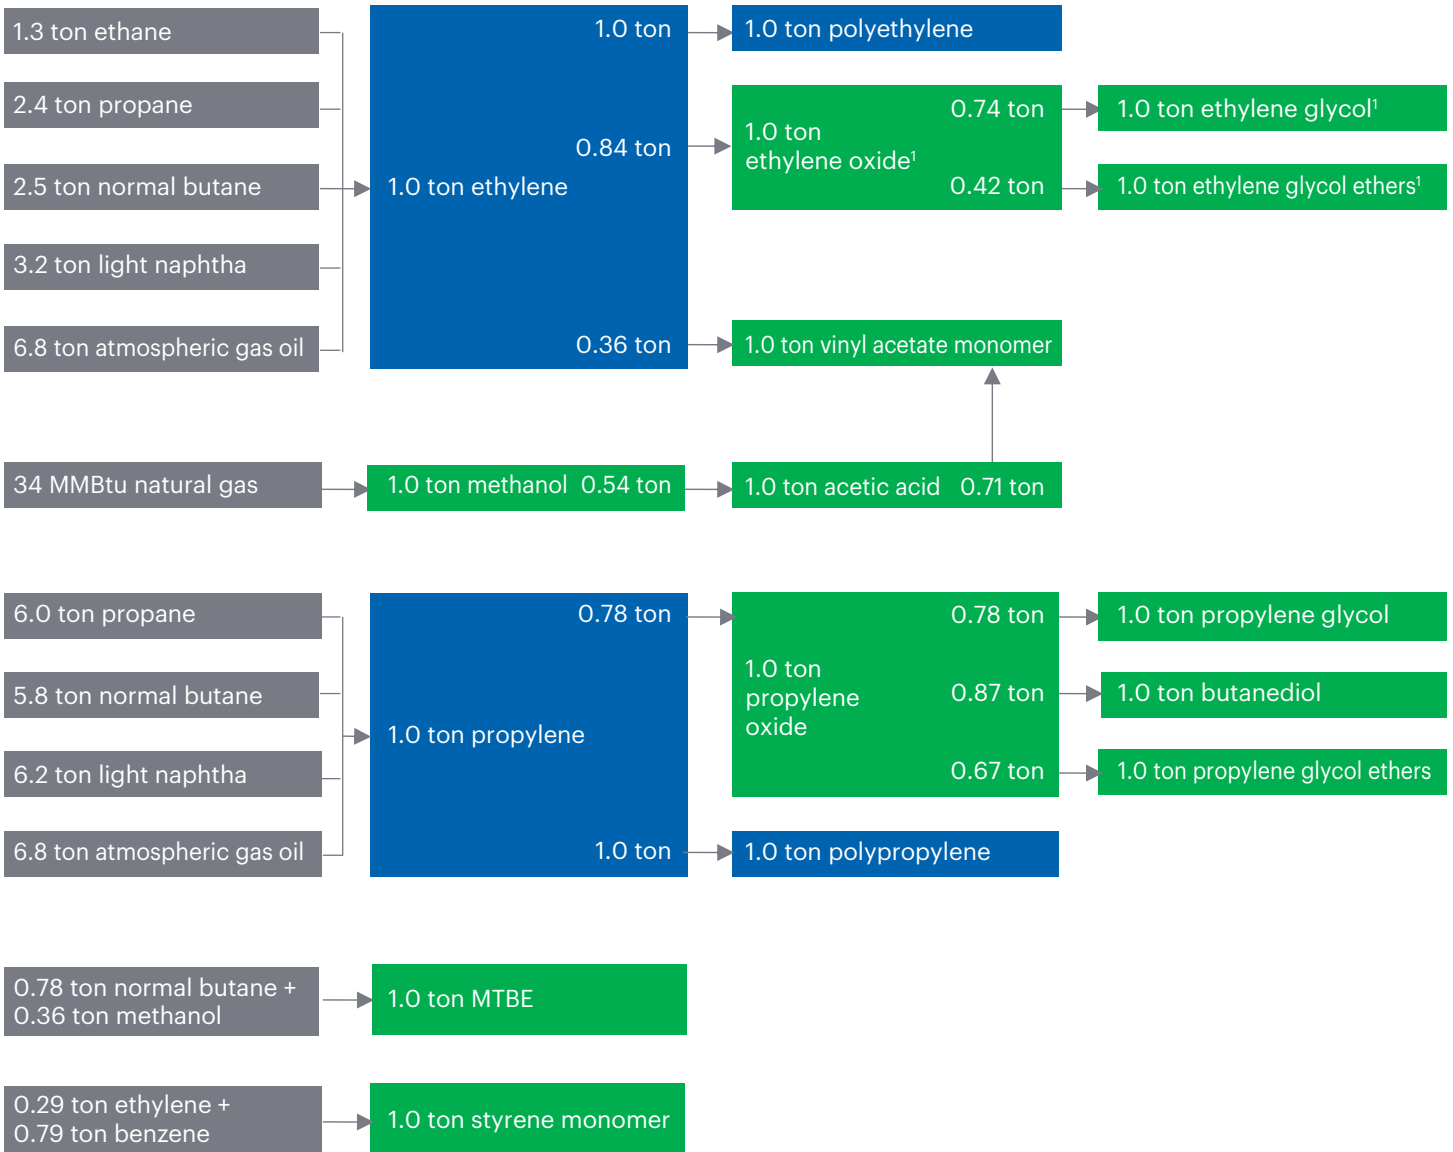 1.3 ton ethane
2.4 ton propane
2.5 ton normal butane
3.2 ton light naphtha
6.8 ton atmospheric gas oil
1.0 ton ethylene
1.0 ton
0.84 ton
0.36 ton
1.0 ton polyethylene
1.0 ton
ethylene oxide¹
0.74 ton
0.42 ton
1.0 ton ethylene glycol¹
1.0 ton ethylene glycol ethers¹
1.0 ton vinyl acetate monomer
34 MMBtu natural gas
1.0 ton methanol 0.54 ton
1.0 ton acetic acid 0.71 ton
6.0 ton propane
5.8 ton normal butane
6.2 ton light naphtha
6.8 ton atmospheric gas oil
1.0 ton propylene
0.78 ton
1.0 ton
1.0 ton
propylene
oxide
0.78 ton
0.87 ton
0.67 ton
1.0 ton propylene glycol
1.0 ton butanediol
1.0 ton propylene glycol ethers
1.0 ton polypropylene
0.78 ton normal butane +
0.36 ton methanol
1.0 ton MTBE
0.29 ton ethylene +
0.79 ton benzene
1.0 ton styrene monomer